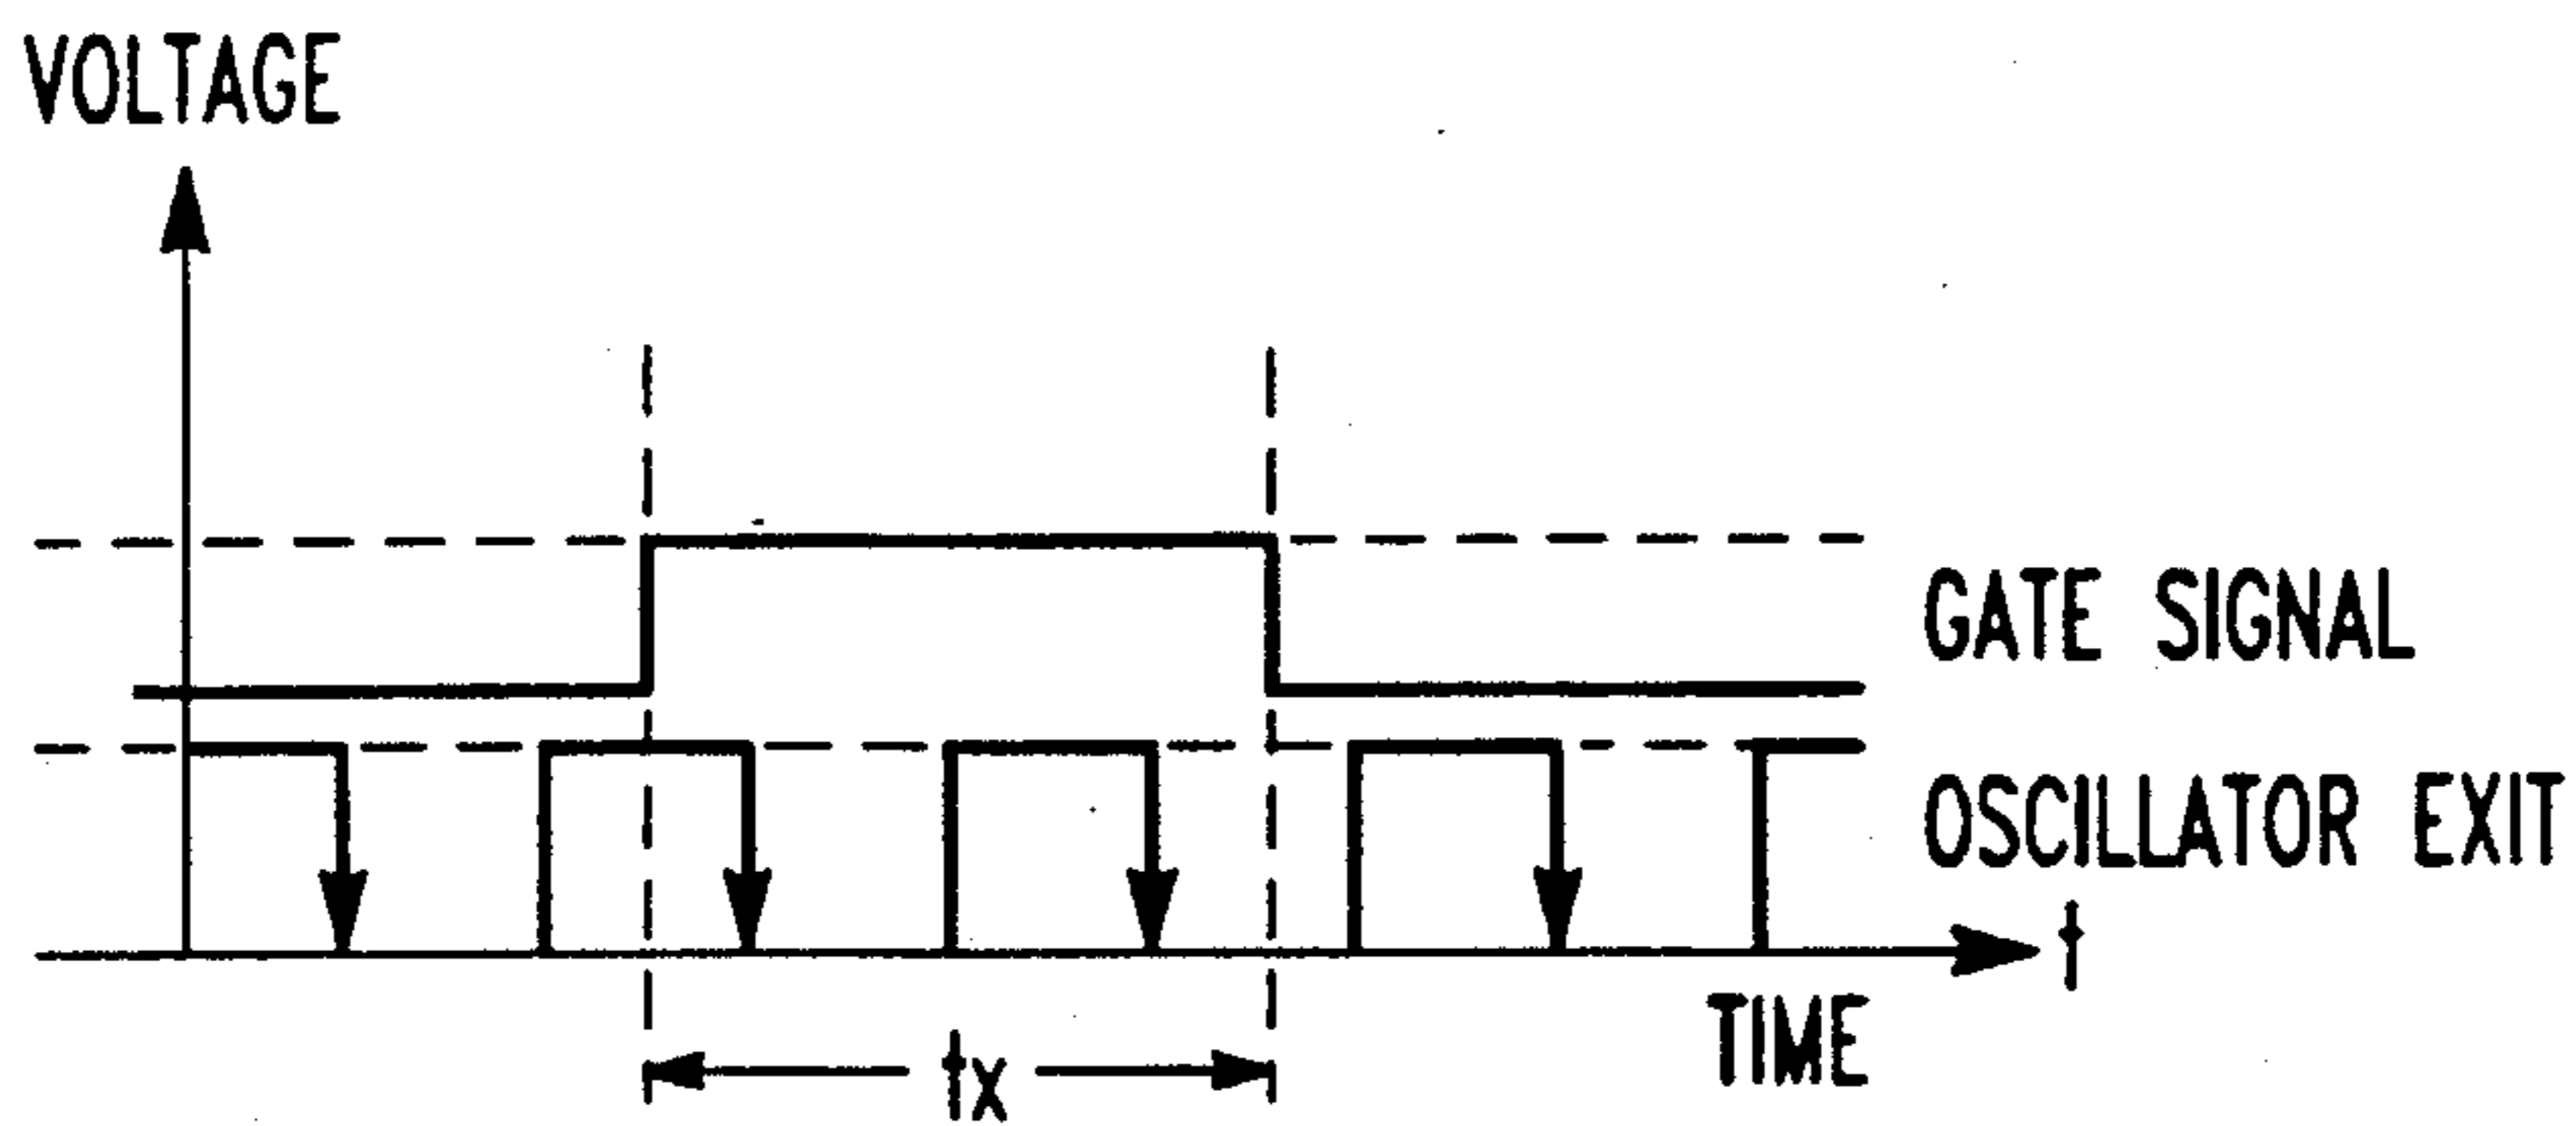 VOLTAGE
GATE SIGNAL
OSCILLATOR EXIT
t
TIME
tx